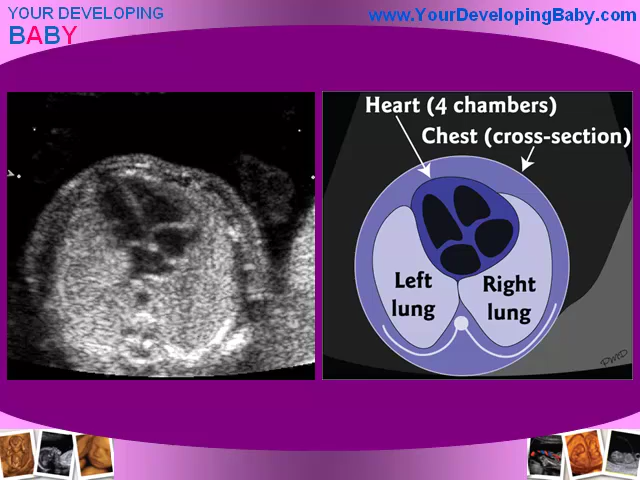 YOUR DEVELOPING
BABY
www.YourDevelopingBaby.com
Heart (4 chambers)
Chest (cross-section)
Left
lung
Right
lung